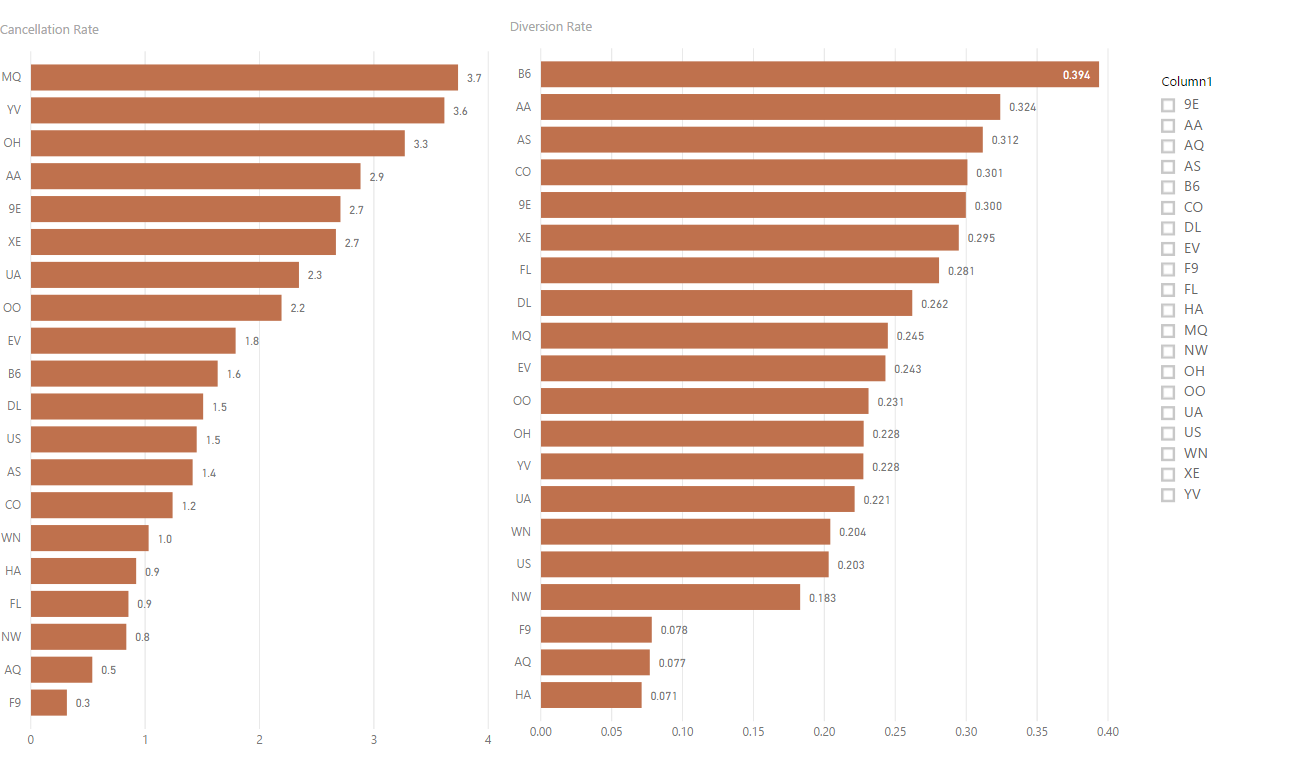 Cancellation Rate
MQ 3.7
YV 3.6
OH 3.3
AA 2.9
9E 2.7
XE 2.7
UA 2.3
OO 2.2
EV 1.8
B6 1.6
DL 1.5
US 1.5
AS 1.4
CO 1.2
WN 1.0
HA 0.9
FL 0.9
NW 0.8
AQ 0.5
F9 0.3
0 1 2 3 4
Diversion Rate
B6 0.394
AA 0.324
AS 0.312
CO 0.301
9E 0.300
XE 0.295
FL 0.281
DL 0.262
MQ 0.245
EV 0.243
OO 0.231
OH 0.228
YV 0.228
UA 0.221
WN 0.204
US 0.203
NW 0.183
F9 0.078
AQ 0.077
HA 0.071
0.00 0.05 0.10 0.15 0.20 0.25 0.30 0.35 0.40
Column1
9E
AA
AQ
AS
B6
CO
DL
EV
F9
FL
HA
MQ
NW
OH
OO
UA
US
WN
XE
YV